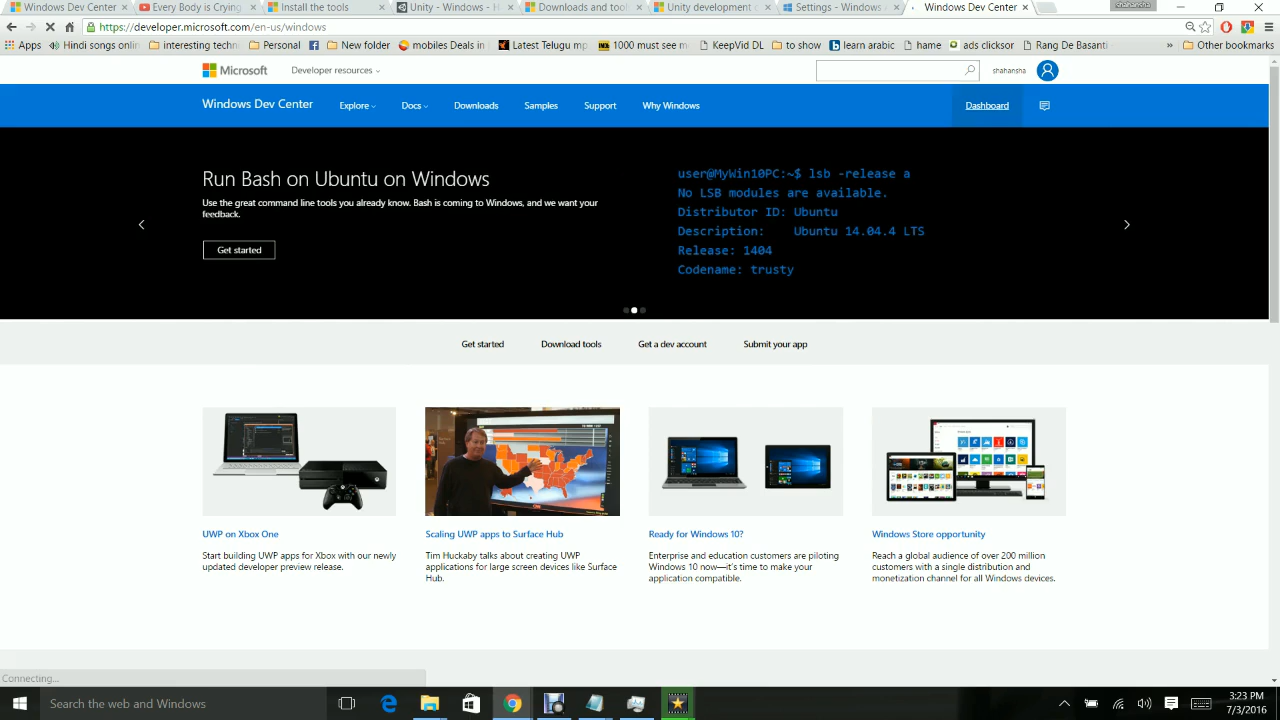 Windows Dev Center
Every Body is Crying
Install the tools
Unity - Windows - H
Downloads and tool
Unity development
Settings - Windows
Windows Dev Center
shahansha
https://developer.microsoft.com/en-us/windows
Apps
Hindi songs onlin
interesting techn
Personal
New folder
mobiles Deals in
Latest Telugu mp
1000 must see m
KeepVid DL
to show
learn arabic
hame
ads clicksor
Rang De Basanti
»
Other bookmarks
Microsoft
Developer resources
shahansha
Windows Dev Center
Explore
Docs
Downloads
Samples
Support
Why Windows
Dashboard
Run Bash on Ubuntu on Windows
Use the great command line tools you already know. Bash is coming to Windows, and we want your
feedback.
Get started
user@MyWin10PC:~$ lsb -release a
No LSB modules are available.
Distributor ID: Ubuntu
Description: Ubuntu 14.04.4 LTS
Release: 1404
Codename: trusty
Get started
Download tools
Get a dev account
Submit your app
UWP on Xbox One
Start building UWP apps for Xbox with our newly
updated developer preview release.
Scaling UWP apps to Surface Hub
Tim Huckaby talks about creating UWP
applications for large screen devices like Surface
Hub.
Ready for Windows 10?
Enterprise and education customers are piloting
Windows 10 now—it's time to make your
application compatible.
Windows Store opportunity
Reach a global audience of over 200 million
customers with a single distribution and
monetization channel for all Windows devices.
Connecting...
Search the web and Windows
3:23 PM
7/3/2016